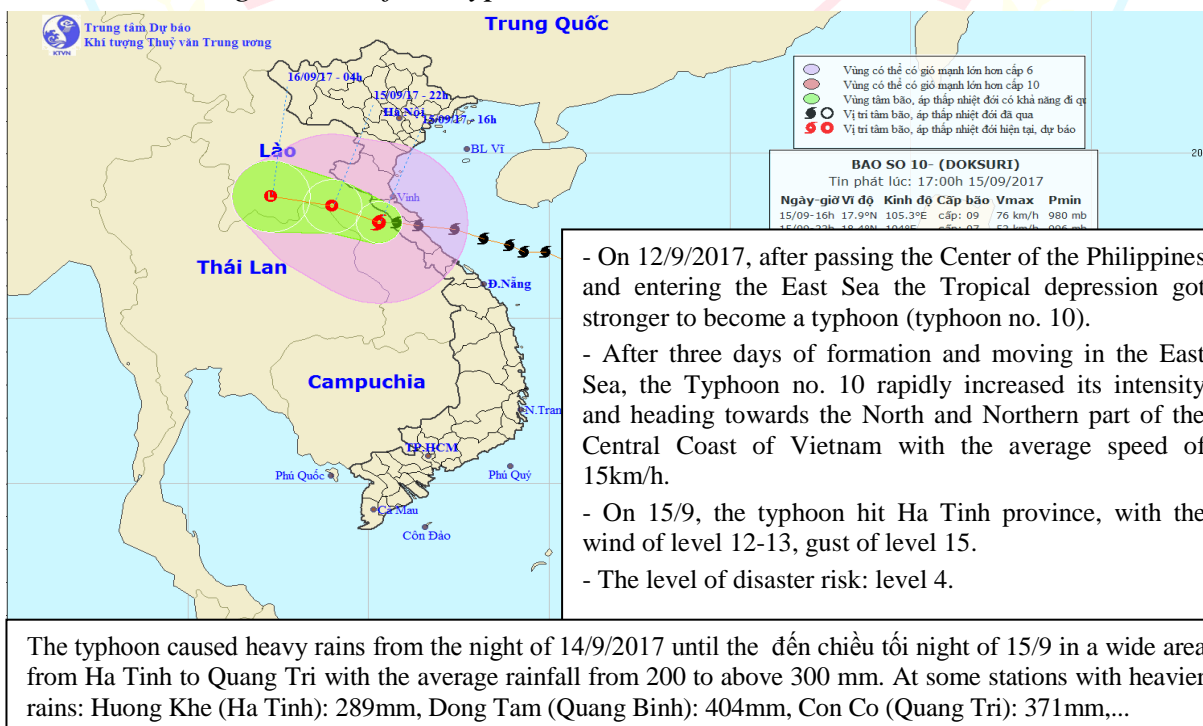 Trung Quốc
Trung tâm Dự báo
Khí tượng Thuỷ văn Trung ương
KTVN
16/09/17 - 04h
15/09/17 - 22h
Hà Nội
15/09/17 - 16h
Lào
BL Vĩ
Vinh
Thái Lan
Đ.Nẵng
Campuchia
N.Tran
TP.HCM
Phú Quốc
Phú Quý
Cà Mau
Côn Đảo
Vùng có thể có gió mạnh lớn hơn cấp 6
Vùng có thể có gió mạnh lớn hơn cấp 10
Vùng tâm bão, áp thấp nhiệt đới có khả năng đi qu
Vị trí tâm bão, áp thấp nhiệt đới đã qua
Vị trí tâm bão, áp thấp nhiệt đới hiện tại, dự báo
20
BAO SO 10- (DOKSURI)
Tin phát lúc: 17:00h 15/09/2017
Ngày-giờ Vĩ độ Kinh độ Cấp bão Vmax Pmin
15/09-16h 17.9°N 105.3°E cấp: 09 76 km/h 980 mb
L
- On 12/9/2017, after passing the Center of the Philippines
and entering the East Sea the Tropical depression got
stronger to become a typhoon (typhoon no. 10).
- After three days of formation and moving in the East
Sea, the Typhoon no. 10 rapidly increased its intensity
and heading towards the North and Northern part of the
Central Coast of Vietnam with the average speed of
15km/h.
- On 15/9, the typhoon hit Ha Tinh province, with the
wind of level 12-13, gust of level 15.
- The level of disaster risk: level 4.
The typhoon caused heavy rains from the night of 14/9/2017 until the đến chiều tối night of 15/9 in a wide area
from Ha Tinh to Quang Tri with the average rainfall from 200 to above 300 mm. At some stations with heavier
rains: Huong Khe (Ha Tinh): 289mm, Dong Tam (Quang Binh): 404mm, Con Co (Quang Tri): 371mm,...